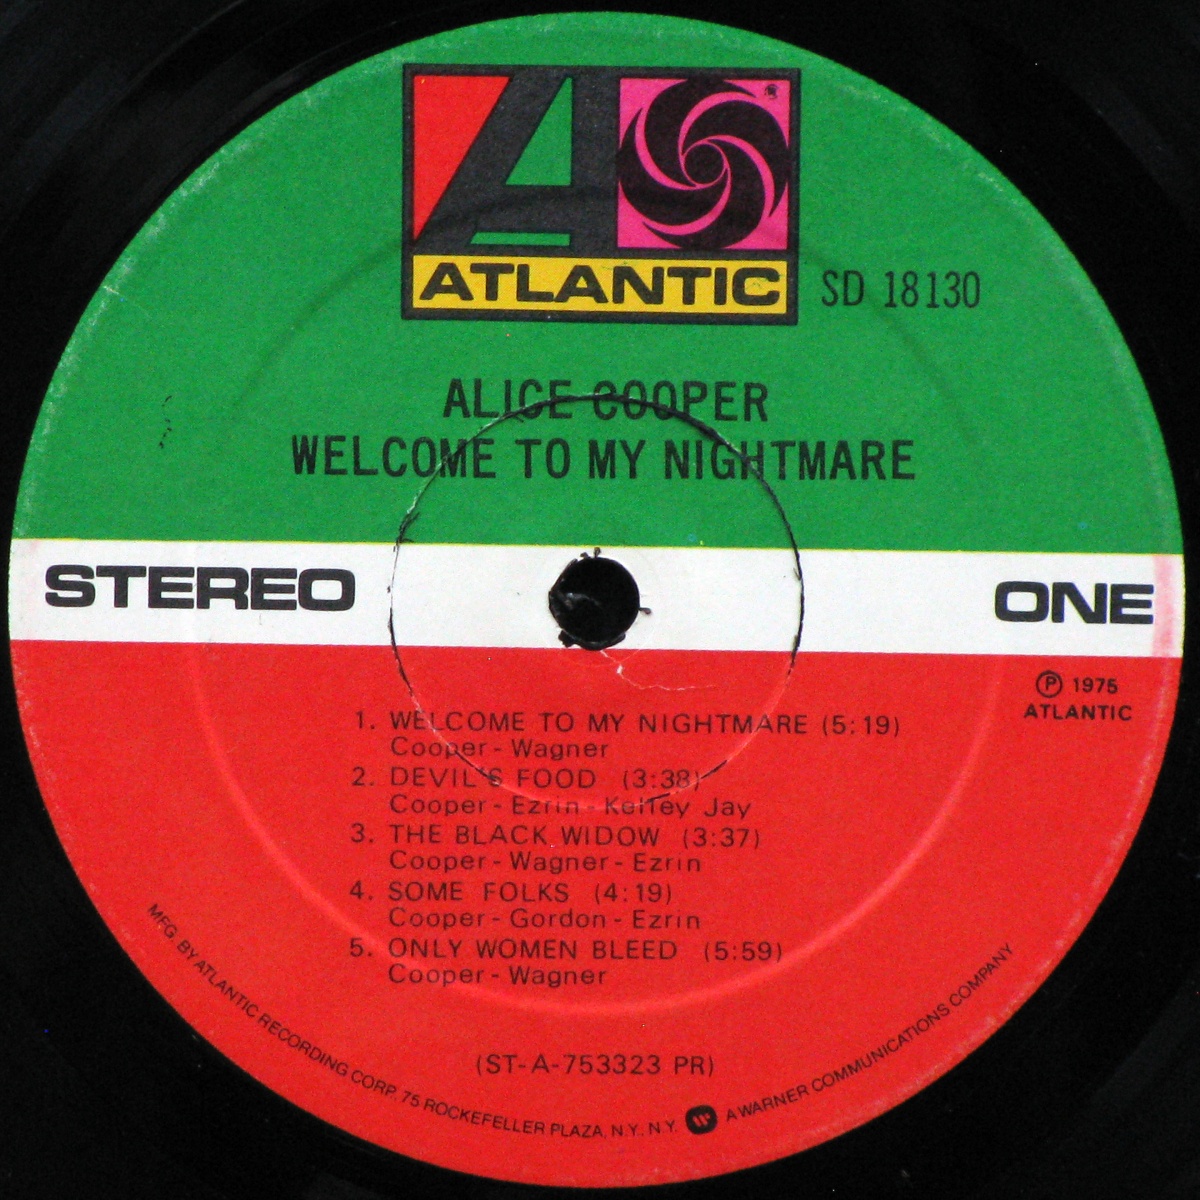 ®
ATLANTIC
SD 18130
ALICE COOPER
WELCOME TO MY NIGHTMARE
STEREO
ONE
℗ 1975
ATLANTIC
1. WELCOME TO MY NIGHTMARE (5:19)
Cooper - Wagner
2. DEVIL'S FOOD (3:38)
Cooper - Ezrin - Kelley Jay
3. THE BLACK WIDOW (3:37)
Cooper - Wagner - Ezrin
4. SOME FOLKS (4:19)
Cooper - Gordon - Ezrin
5. ONLY WOMEN BLEED (5:59)
Cooper - Wagner
(ST-A-753323 PR)
MFG. BY ATLANTIC RECORDING CORP. 75 ROCKEFELLER PLAZA, N.Y., N.Y. A WARNER COMMUNICATIONS COMPANY